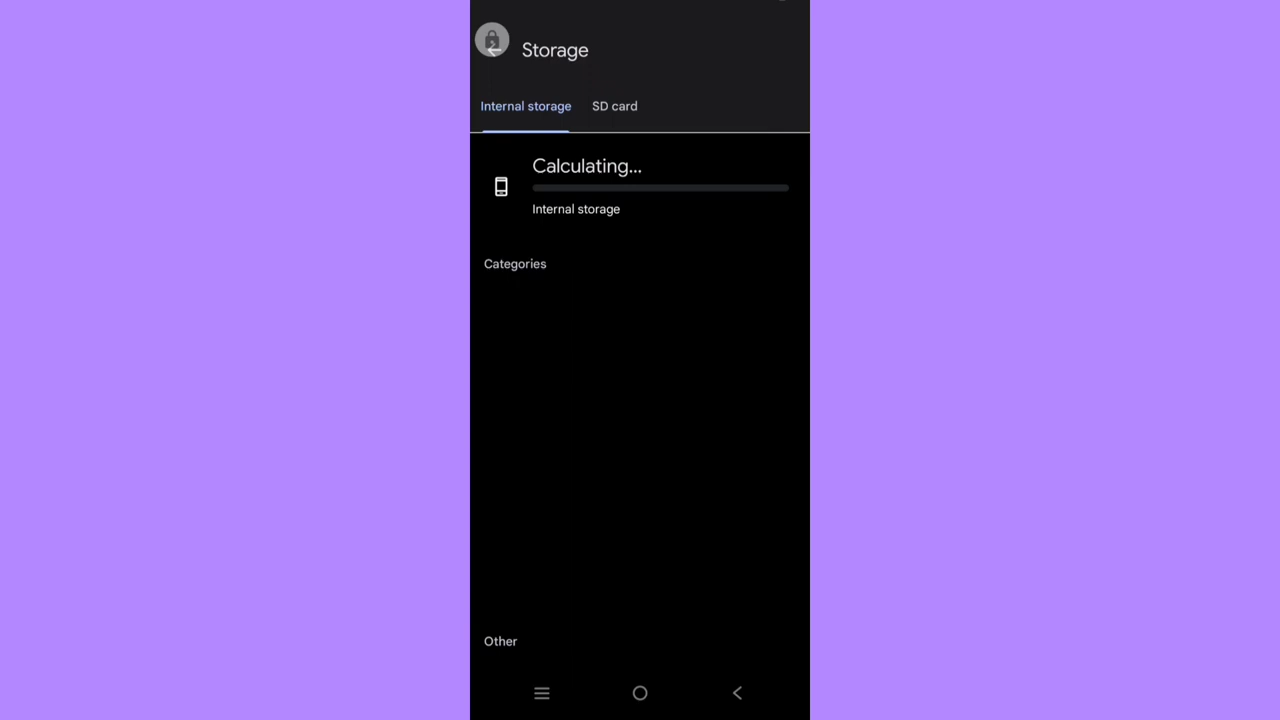 Storage
Internal storage SD card
Calculating...
Internal storage
Categories
Other